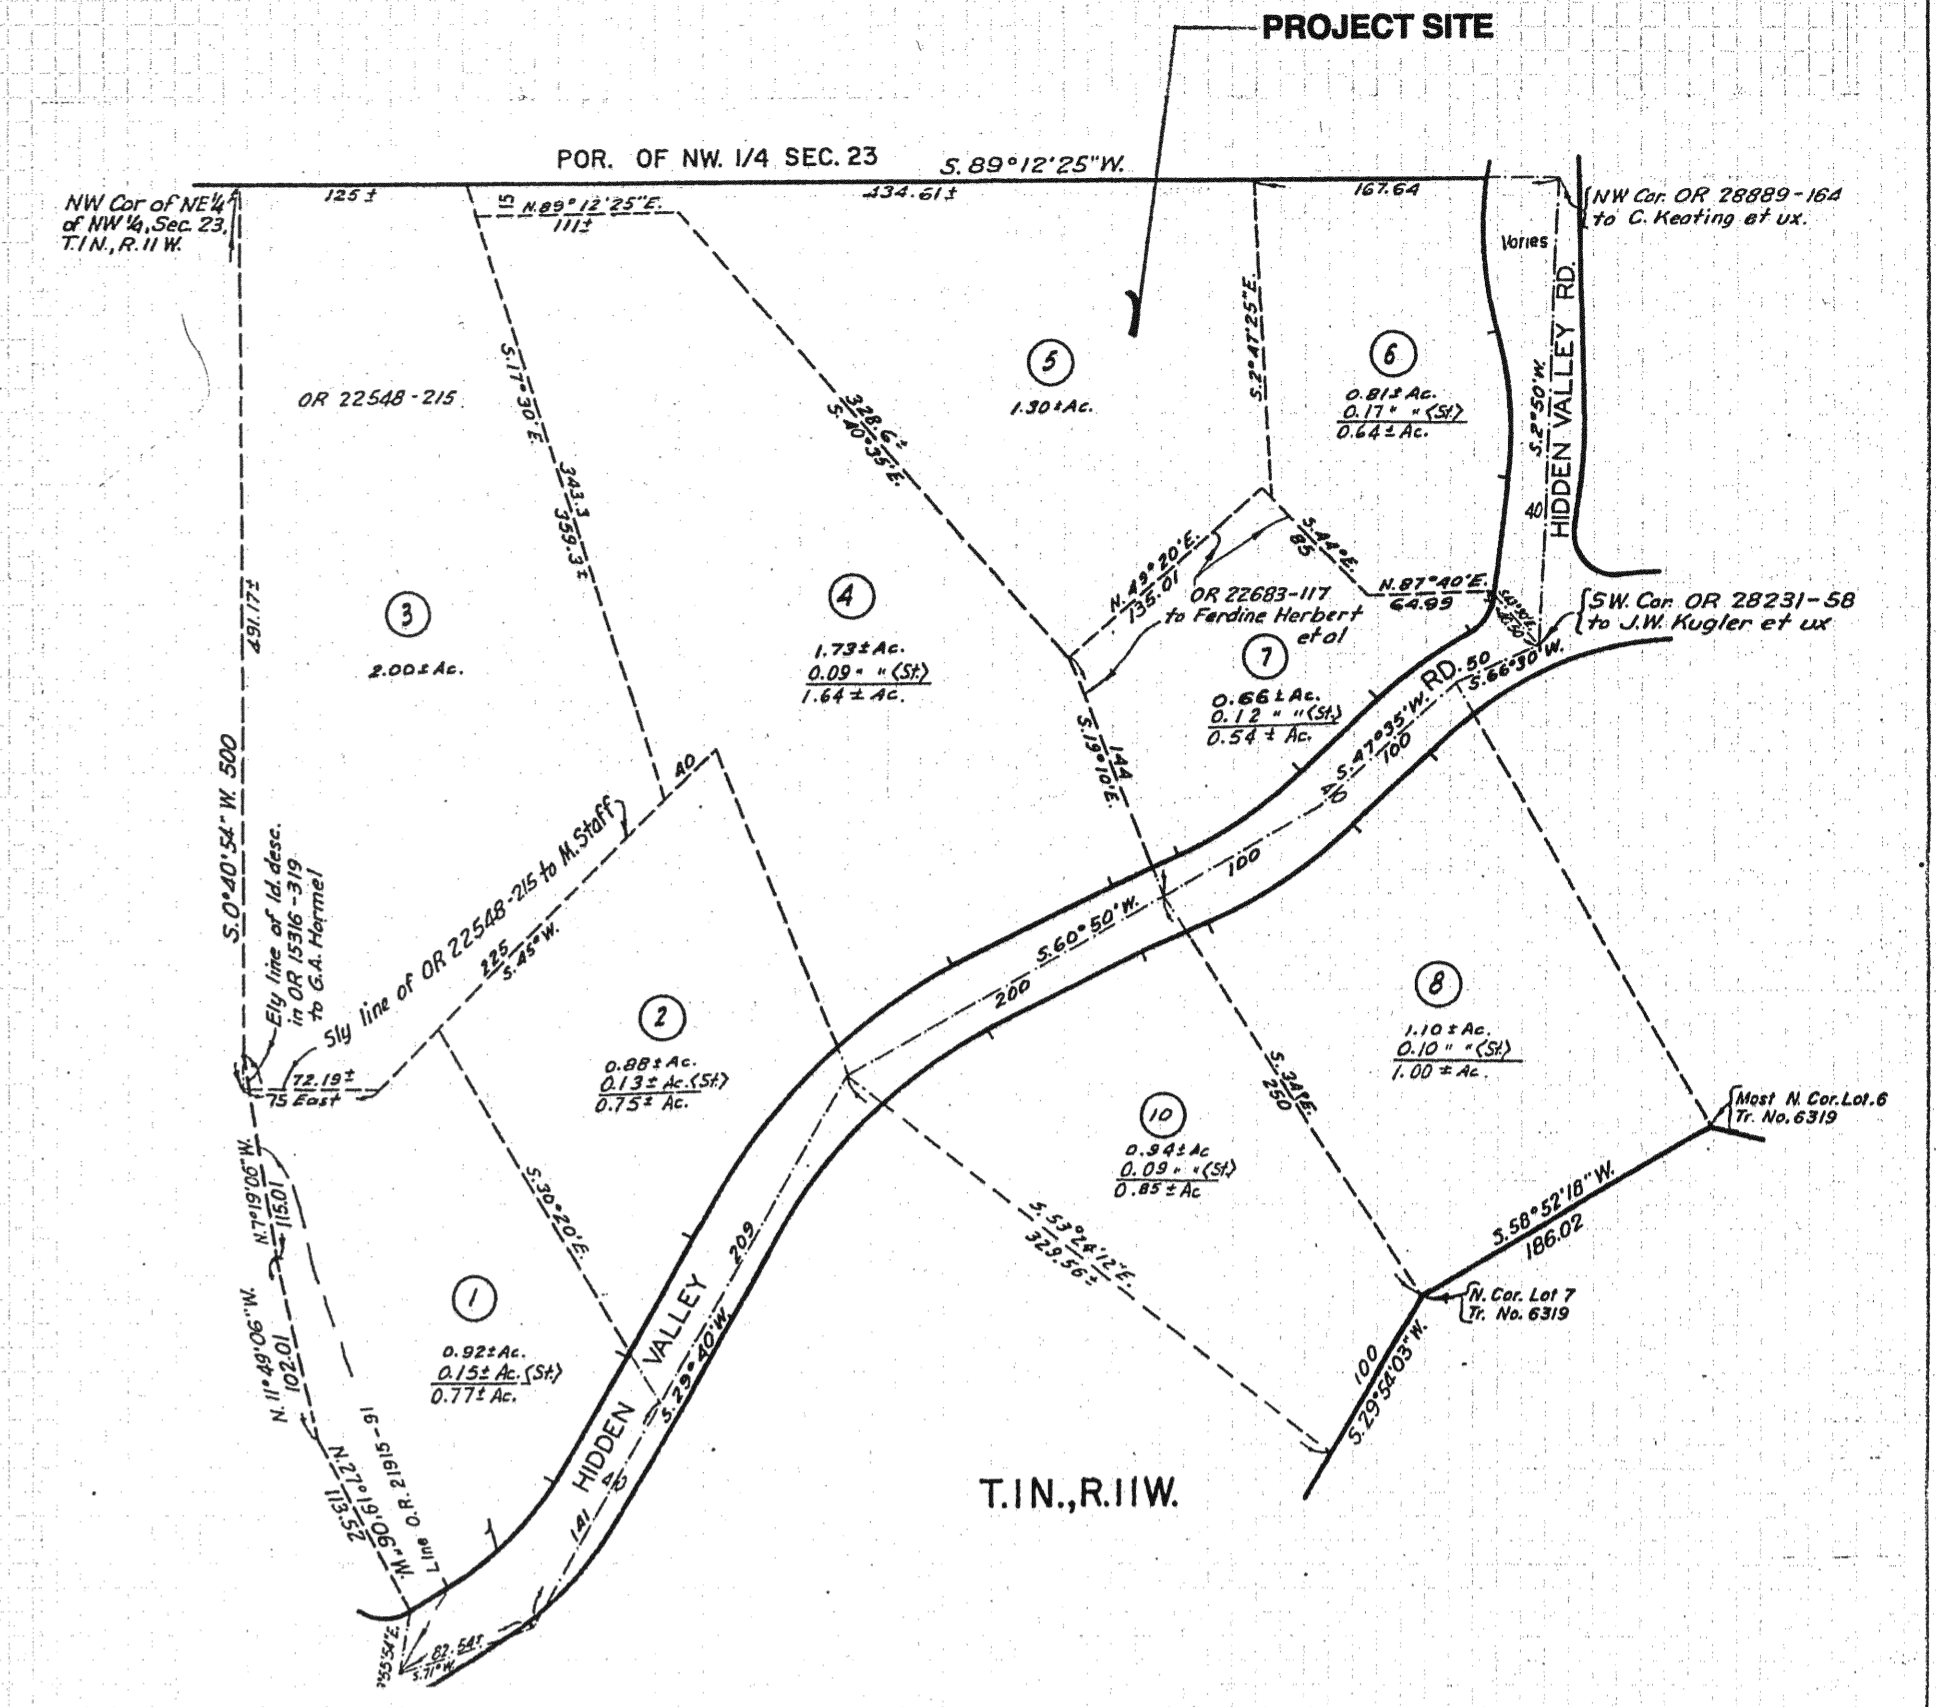 PROJECT SITE
POR. OF NW. 1/4 SEC. 23
S. 89°12'25"W.
125±
434.61±
167.64
NW Cor of NE¼
of NW ¼, Sec. 23,
T.1N., R.11 W.
15
N.89°12'25"E.
111±
NW Cor. OR 28889-164
to C. Keating et ux.
Varies
HIDDEN VALLEY RD.
S.2°50'W.
40
OR 22548-215
S.17°30'E.
343.3
359.3±
328.6±
S.40°35'E.
5
1.30±Ac.
S.2°47'25"E.
6
0.81±Ac.
0.17 " " (St.)
0.64± Ac.
491.17±
S.0°40'54" W. 500
3
2.00±Ac.
4
1.73±Ac.
0.09 " " (St.)
1.64± Ac.
N.49°20'E.
135.01
S.44°E.
85
N.87°40'E.
64.99
OR 22683-117
to Ferdine Herbert
et al
SW. Cor. OR 28231-58
to J.W. Kugler et ux
7
0.66±Ac.
0.12 " " (St.)
0.54 ± Ac.
RD.
50
S.66°30'W.
S.47°35'W.
100
40
144
S.19°10'E.
100
40
Ely line of ld. desc.
in OR 15316-319
to G.A. Hormel
Sly line of OR 22548-215 to M. Staff
225
S.45°W.
72.19±
75 East
2
0.88±Ac.
0.13± Ac.(St)
0.75± Ac.
S.60°50'W.
200
8
1.10 ± Ac.
0.10 " " (St.)
1.00 ± Ac.
S.34°E.
250
Most N. Cor. Lot. 6
Tr. No. 6319
10
0.94±Ac
0.09 " " (St.)
0.85±Ac
N.7°19'06"W.
115.01
S.30°20'E.
S.53°24'12"E.
329.56±
S.58°52'18"W.
186.02
N. Cor. Lot 7
Tr. No. 6319
100
S.29°54'03"W.
N.11°49'06"W.
102.01
1
0.92±Ac.
0.15± Ac.(St.)
0.77± Ac.
209
S.29°40'W.
HIDDEN VALLEY
40
141
N.27°19'06"W.
Line O.R. 21915-91
82.54±
S.71°W.
T.1N., R.11W.